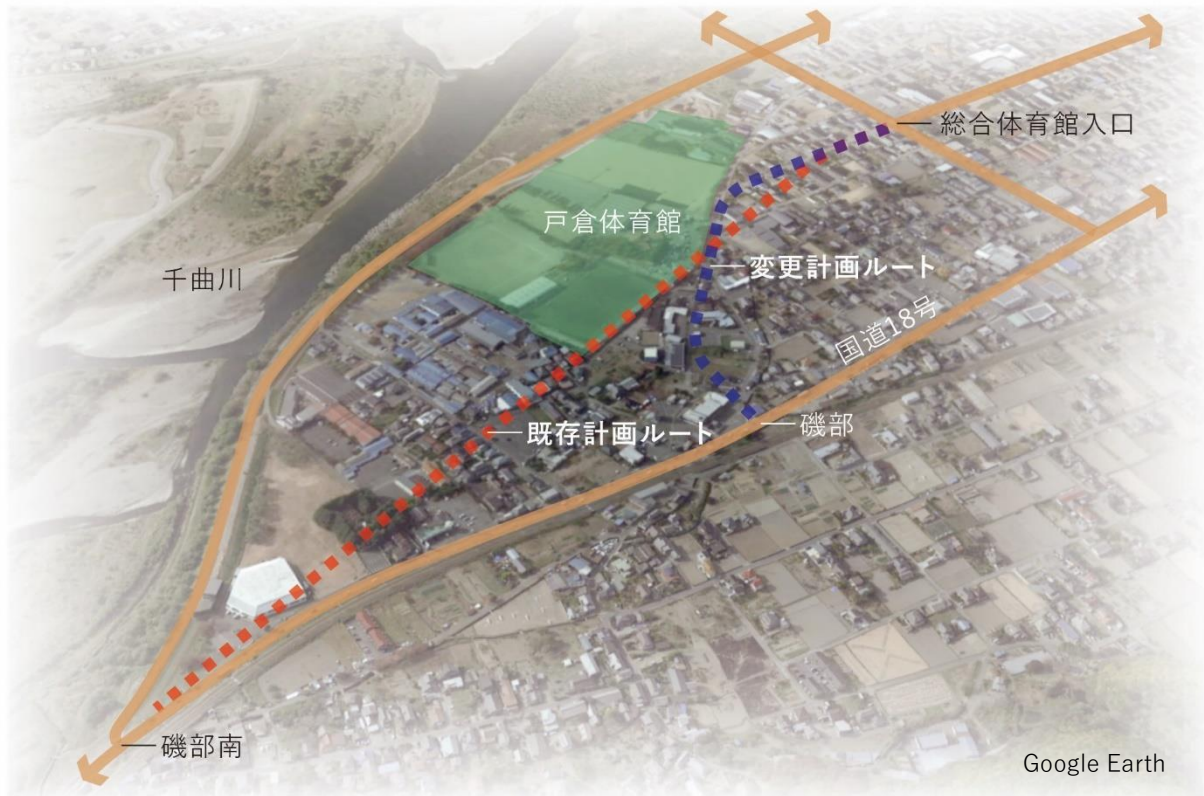 総合体育館入口
戸倉体育館
変更計画ルート
千曲川
国道18号
磯部
既存計画ルート
磯部南
Google Earth